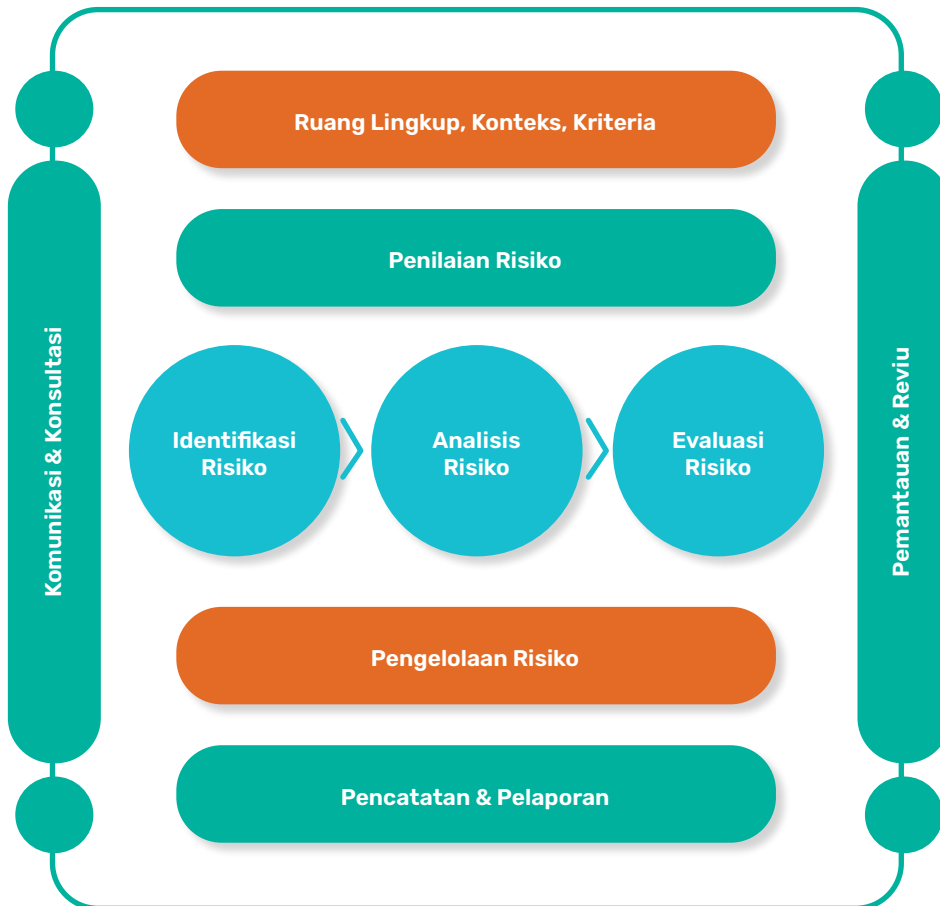 Ruang Lingkup, Konteks, Kriteria
Penilaian Risiko
Komunikasi & Konsultasi
Identifikasi
Risiko
Analisis
Risiko
Evaluasi
Risiko
Pemantauan & Reviu
Pengelolaan Risiko
Pencatatan & Pelaporan